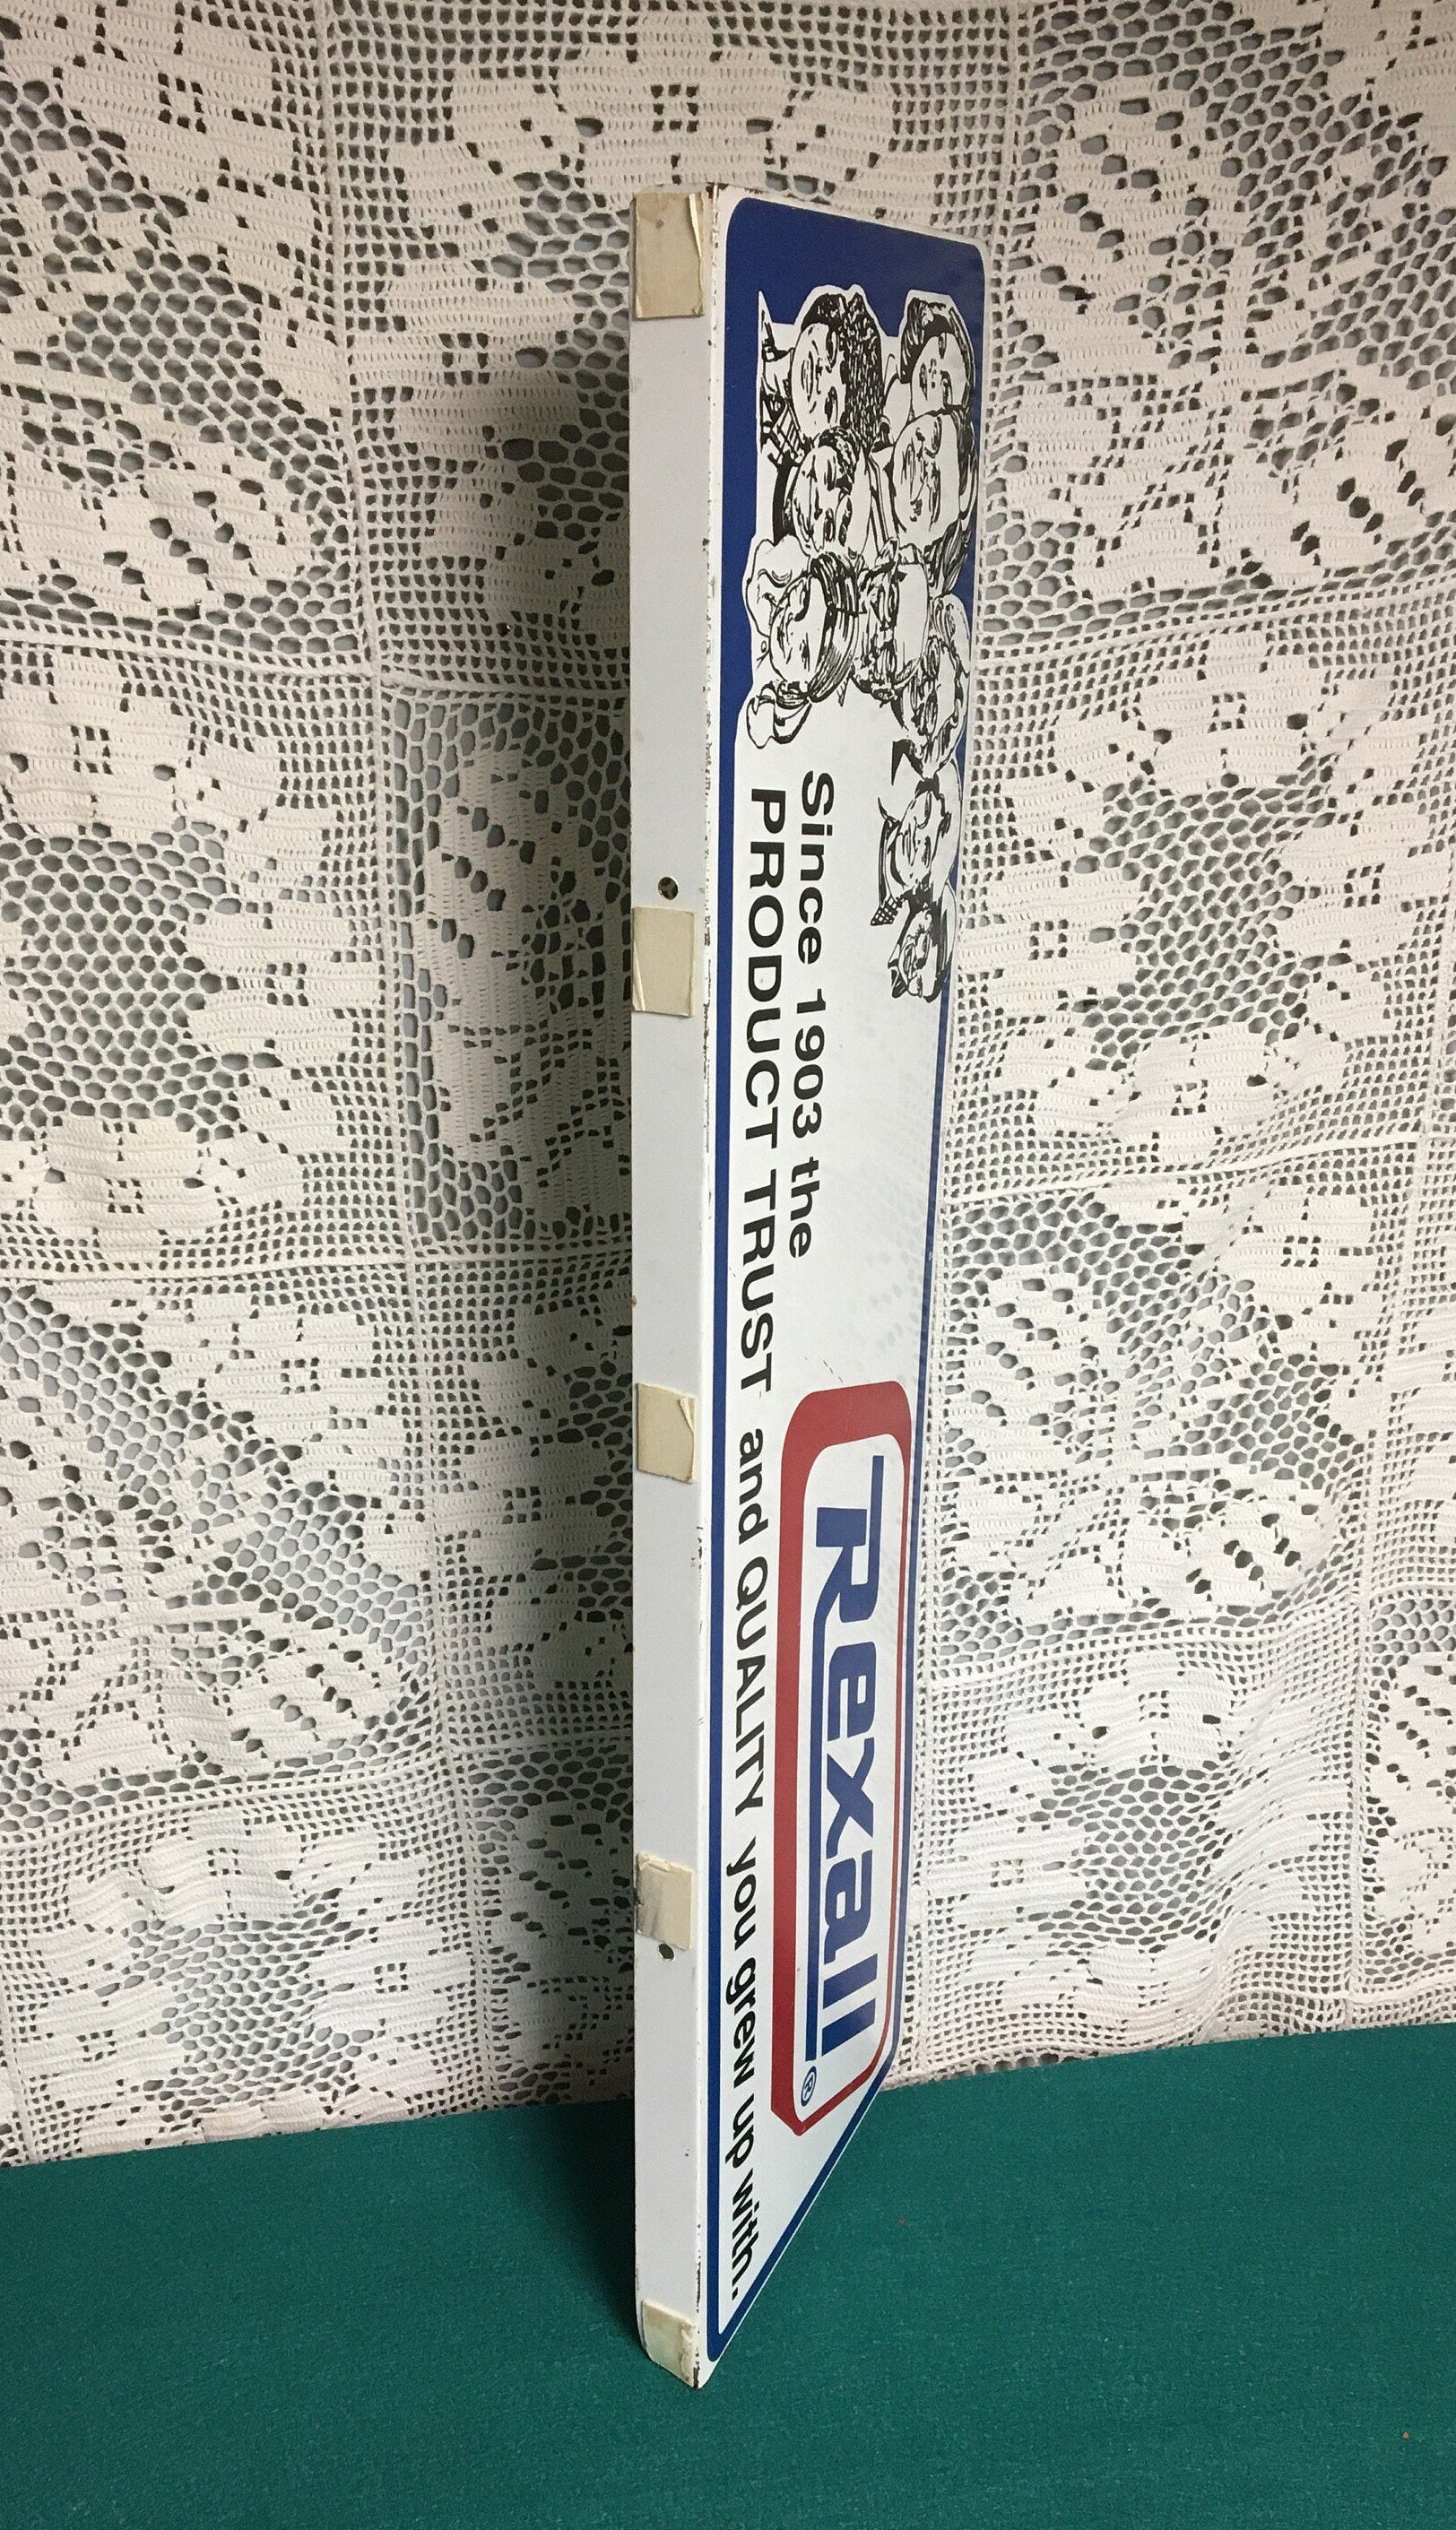 Since 1903 the
PRODUCT TRUST and QUALITY you grew up with.
Rexall®